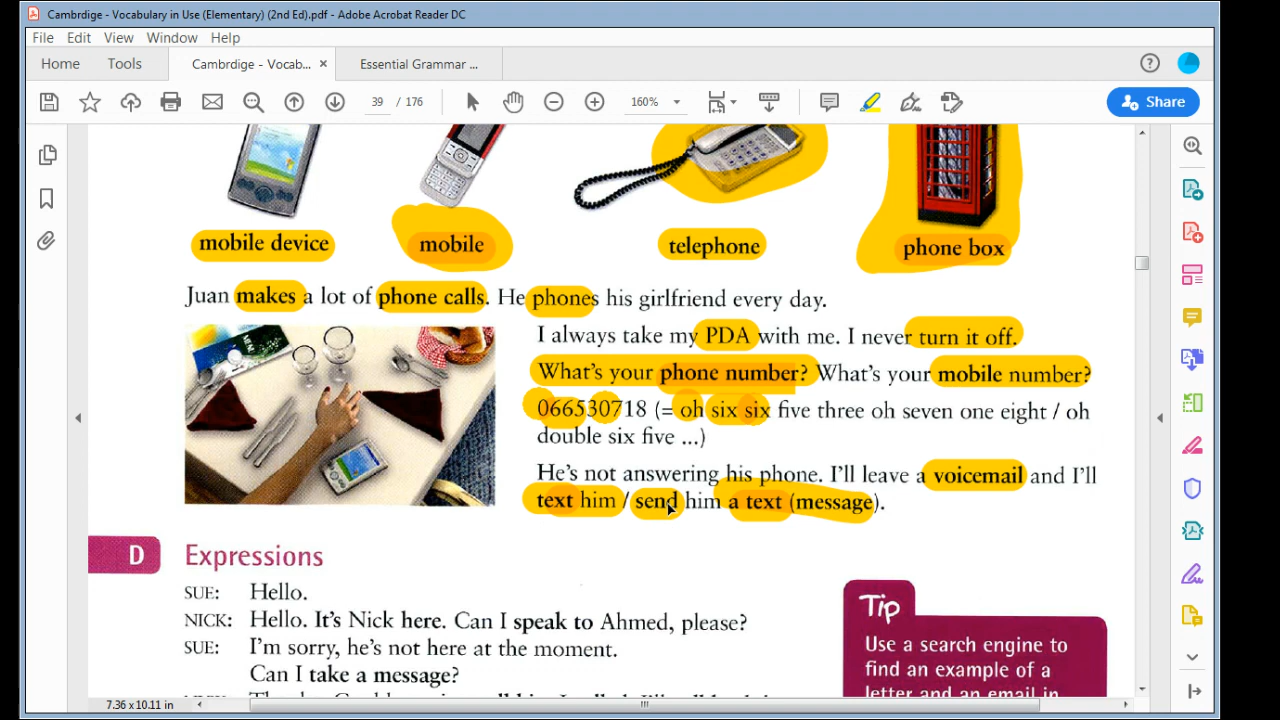 Cambrdige - Vocabulary in Use (Elementary) (2nd Ed).pdf - Adobe Acrobat Reader DC
File Edit View Window Help
Home Tools Cambrdige - Vocab... × Essential Grammar ...
39 / 176 160% Share
mobile device mobile telephone phone box
Juan makes a lot of phone calls. He phones his girlfriend every day.
I always take my PDA with me. I never turn it off.
What's your phone number? What's your mobile number?
066530718 (= oh six six five three oh seven one eight / oh
double six five ...)
He's not answering his phone. I'll leave a voicemail and I'll
text him / send him a text (message).
D Expressions
SUE: Hello.
NICK: Hello. It's Nick here. Can I speak to Ahmed, please?
SUE: I'm sorry, he's not here at the moment.
Can I take a message?
Tip
Use a search engine to
find an example of a
letter and an email in
7.36 x 10.11 in